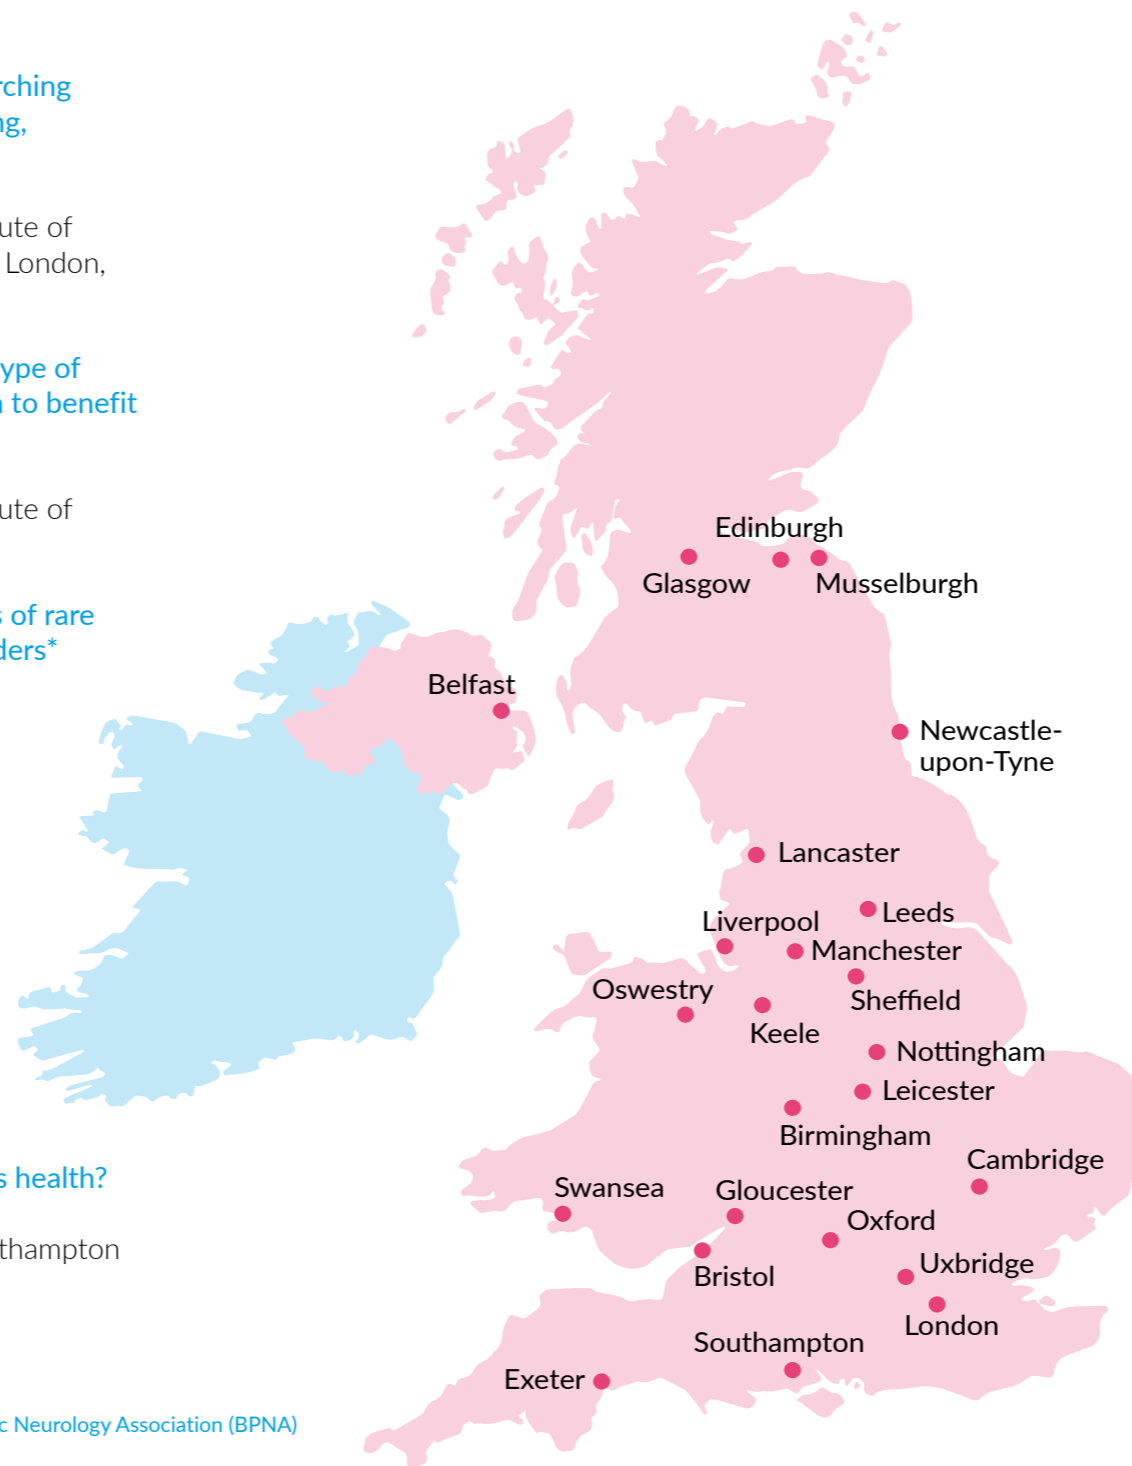 rching
ng,
ute of
London,
ype of
n to benefit
ute of
s of rare
ders*
s health?
thampton
c Neurology Association (BPNA)
Edinburgh
Glasgow
Musselburgh
Belfast
Newcastle-
upon-Tyne
Lancaster
Leeds
Liverpool
Manchester
Oswestry
Sheffield
Keele
Nottingham
Leicester
Birmingham
Cambridge
Swansea
Gloucester
Oxford
Uxbridge
Bristol
London
Southampton
Exeter